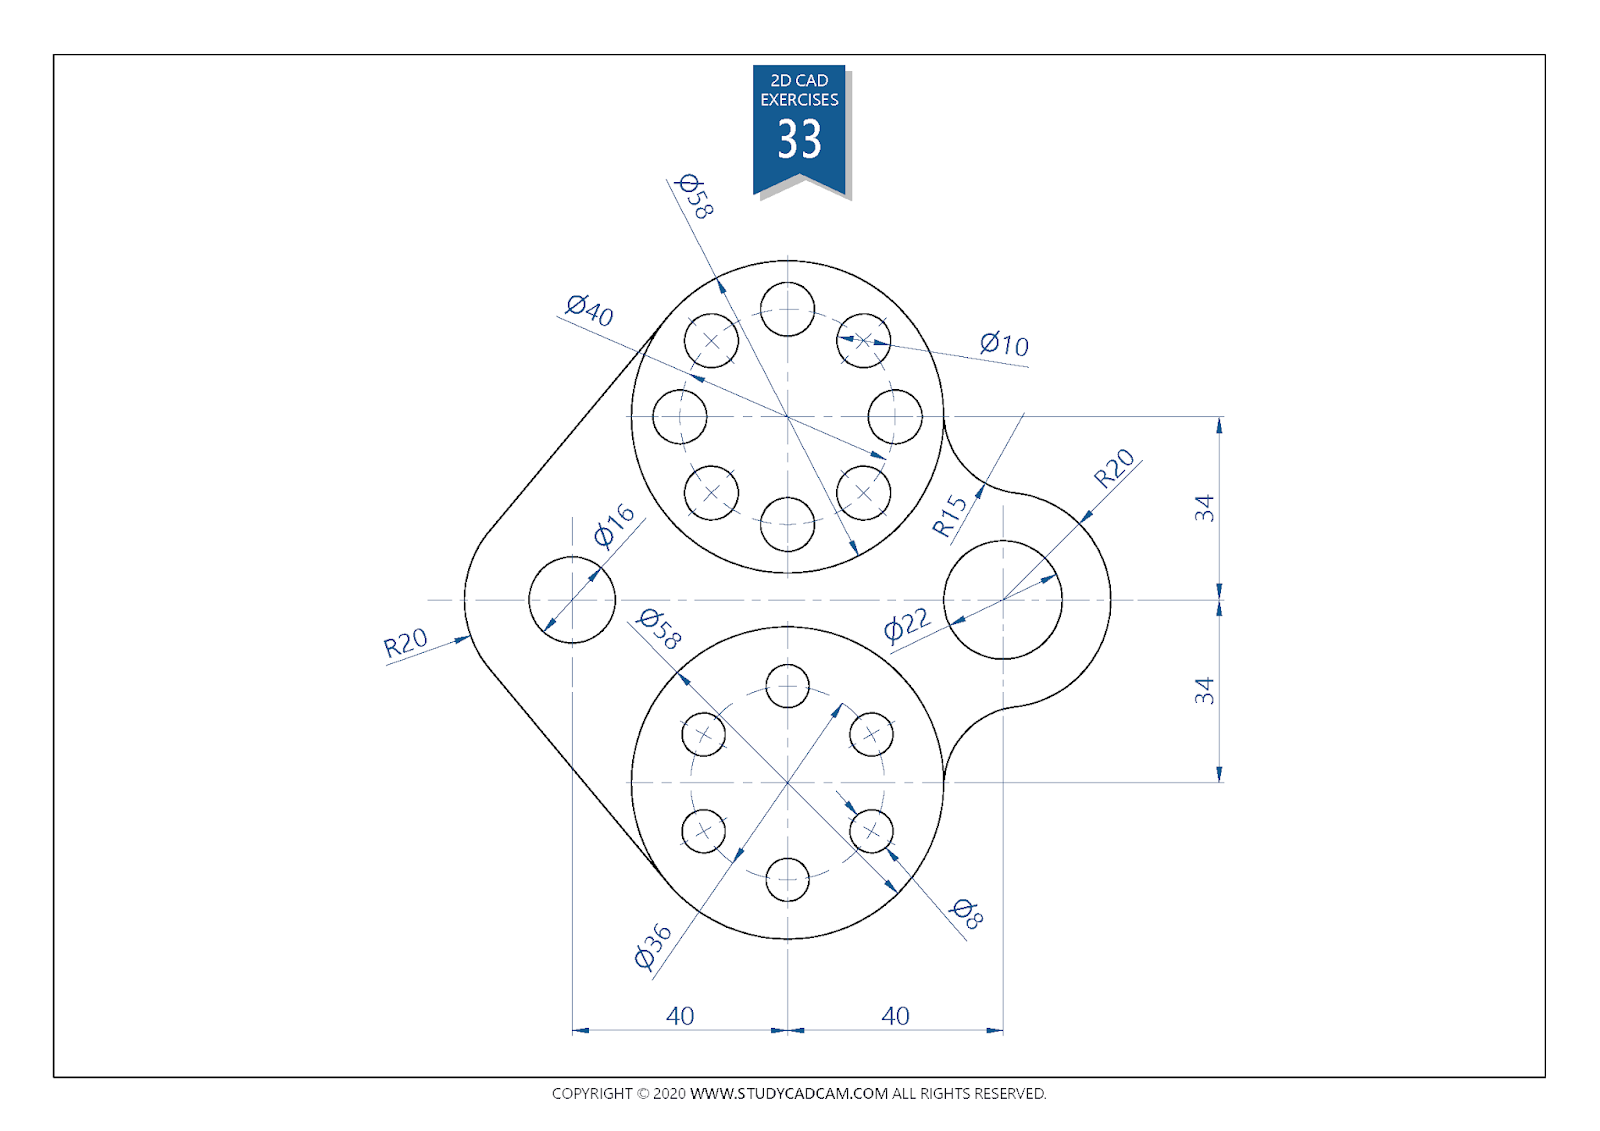 2D CAD
EXERCISES
33
Ø58
Ø40
Ø10
R20
R15
34
Ø16
Ø22
Ø58
R20
34
Ø8
Ø36
40
40
COPYRIGHT © 2020 WWW.STUDYCADCAM.COM ALL RIGHTS RESERVED.